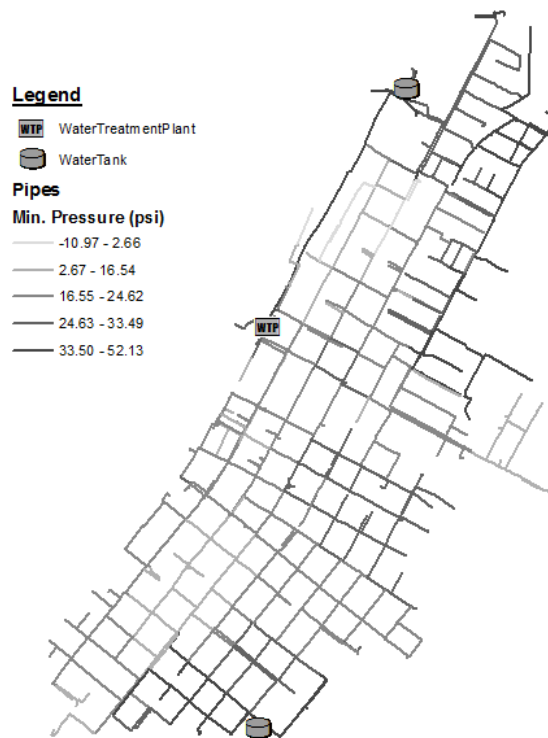 Legend
WTP WaterTreatmentPlant
WaterTank
Pipes
Min. Pressure (psi)
-10.97 - 2.66
2.67 - 16.54
16.55 - 24.62
24.63 - 33.49
33.50 - 52.13
WTP